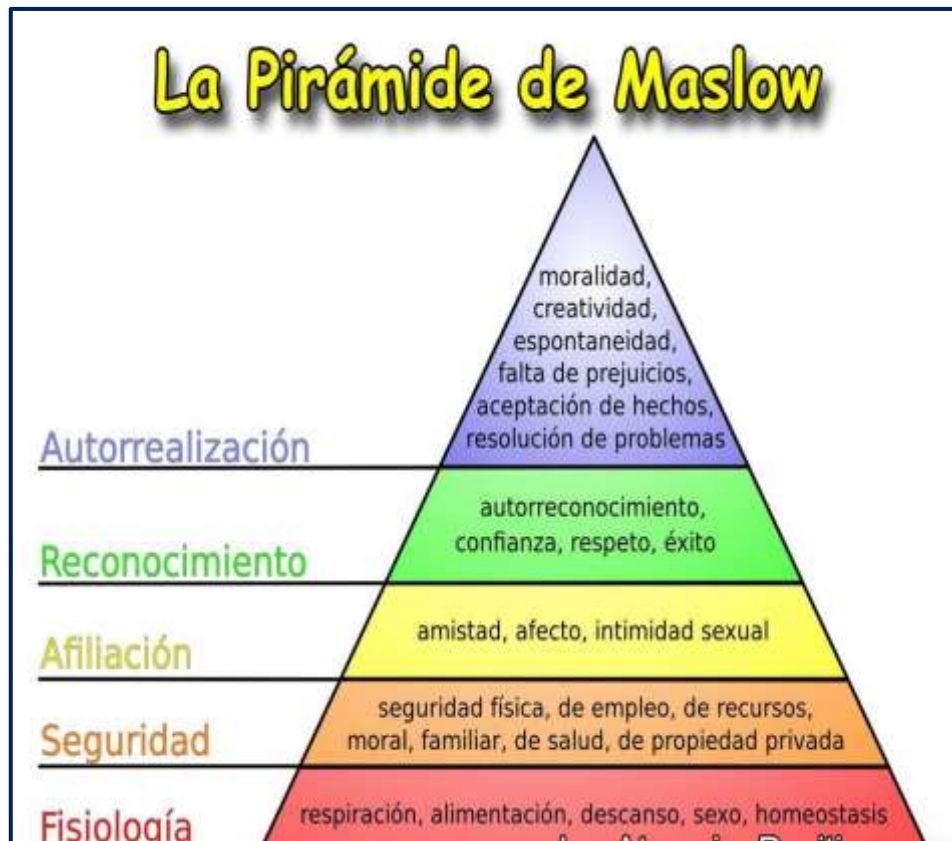 La Pirámide de Maslow
moralidad,
creatividad,
espontaneidad,
falta de prejuicios,
aceptación de hechos,
resolución de problemas
Autorrealización
autorreconocimiento,
confianza, respeto, éxito
Reconocimiento
amistad, afecto, intimidad sexual
Afiliación
seguridad física, de empleo, de recursos,
moral, familiar, de salud, de propiedad privada
Seguridad
respiración, alimentación, descanso, sexo, homeostasis
Fisiología